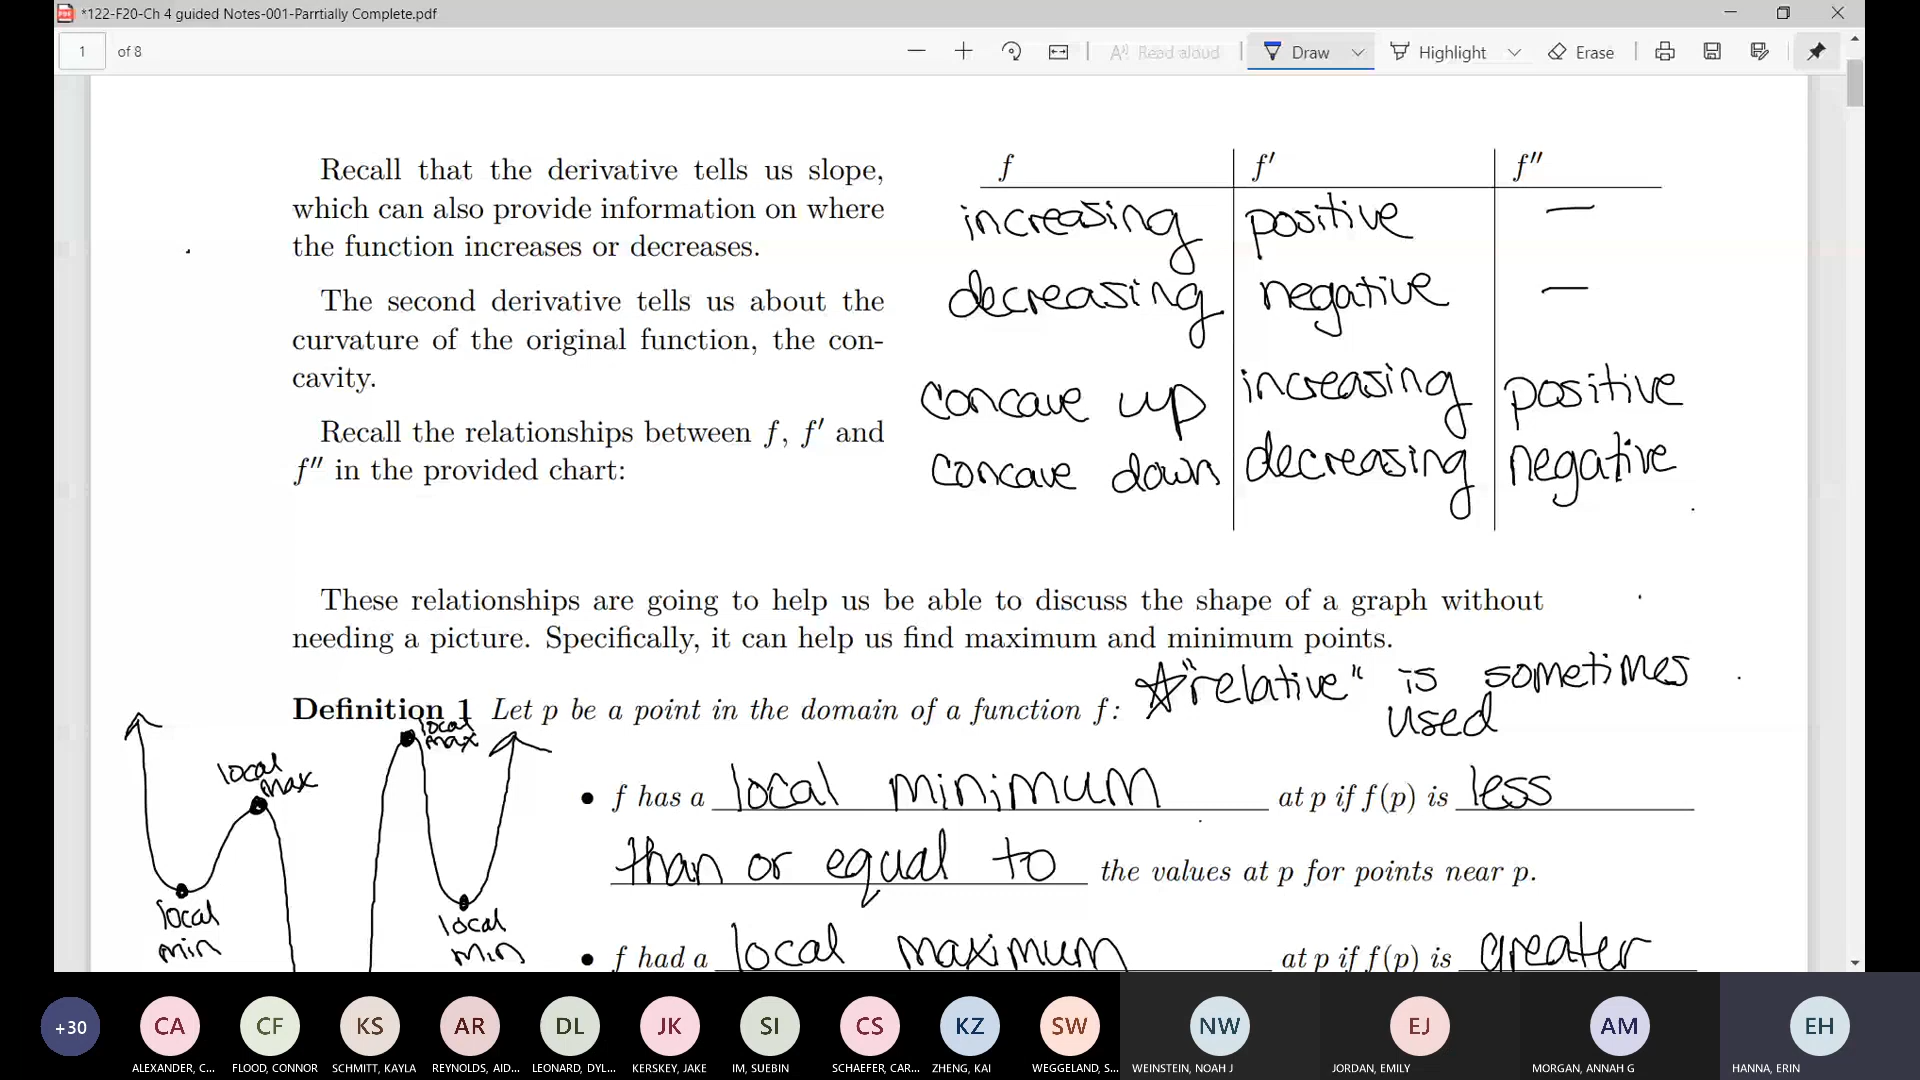 *122-F20-Ch 4 guided Notes-001-Parrtially Complete.pdf
1 of 8
Read aloud
Draw
Highlight
Erase
Recall that the derivative tells us slope,
which can also provide information on where
the function increases or decreases.
The second derivative tells us about the
curvature of the original function, the con-
cavity.
Recall the relationships between f, f′ and
f″ in the provided chart:
f f′ f″
increasing positive —
decreasing negative —
concave up increasing positive
concave down decreasing negative
These relationships are going to help us be able to discuss the shape of a graph without
needing a picture. Specifically, it can help us find maximum and minimum points.
Definition 1 Let p be a point in the domain of a function f:
☆"relative" is sometimes
used
local
max
local
max
local
min
local
min
• f has a local minimum at p if f(p) is less
than or equal to the values at p for points near p.
• f had a local maximum at p if f(p) is greater
+30 CA CF KS AR DL JK SI CS KZ SW NW EJ AM EH
ALEXANDER, C... FLOOD, CONNOR SCHMITT, KAYLA REYNOLDS, AID... LEONARD, DYL... KERSKEY, JAKE IM, SUEBIN SCHAEFER, CAR... ZHENG, KAI WEGGELAND, S... WEINSTEIN, NOAH J JORDAN, EMILY MORGAN, ANNAH G HANNA, ERIN